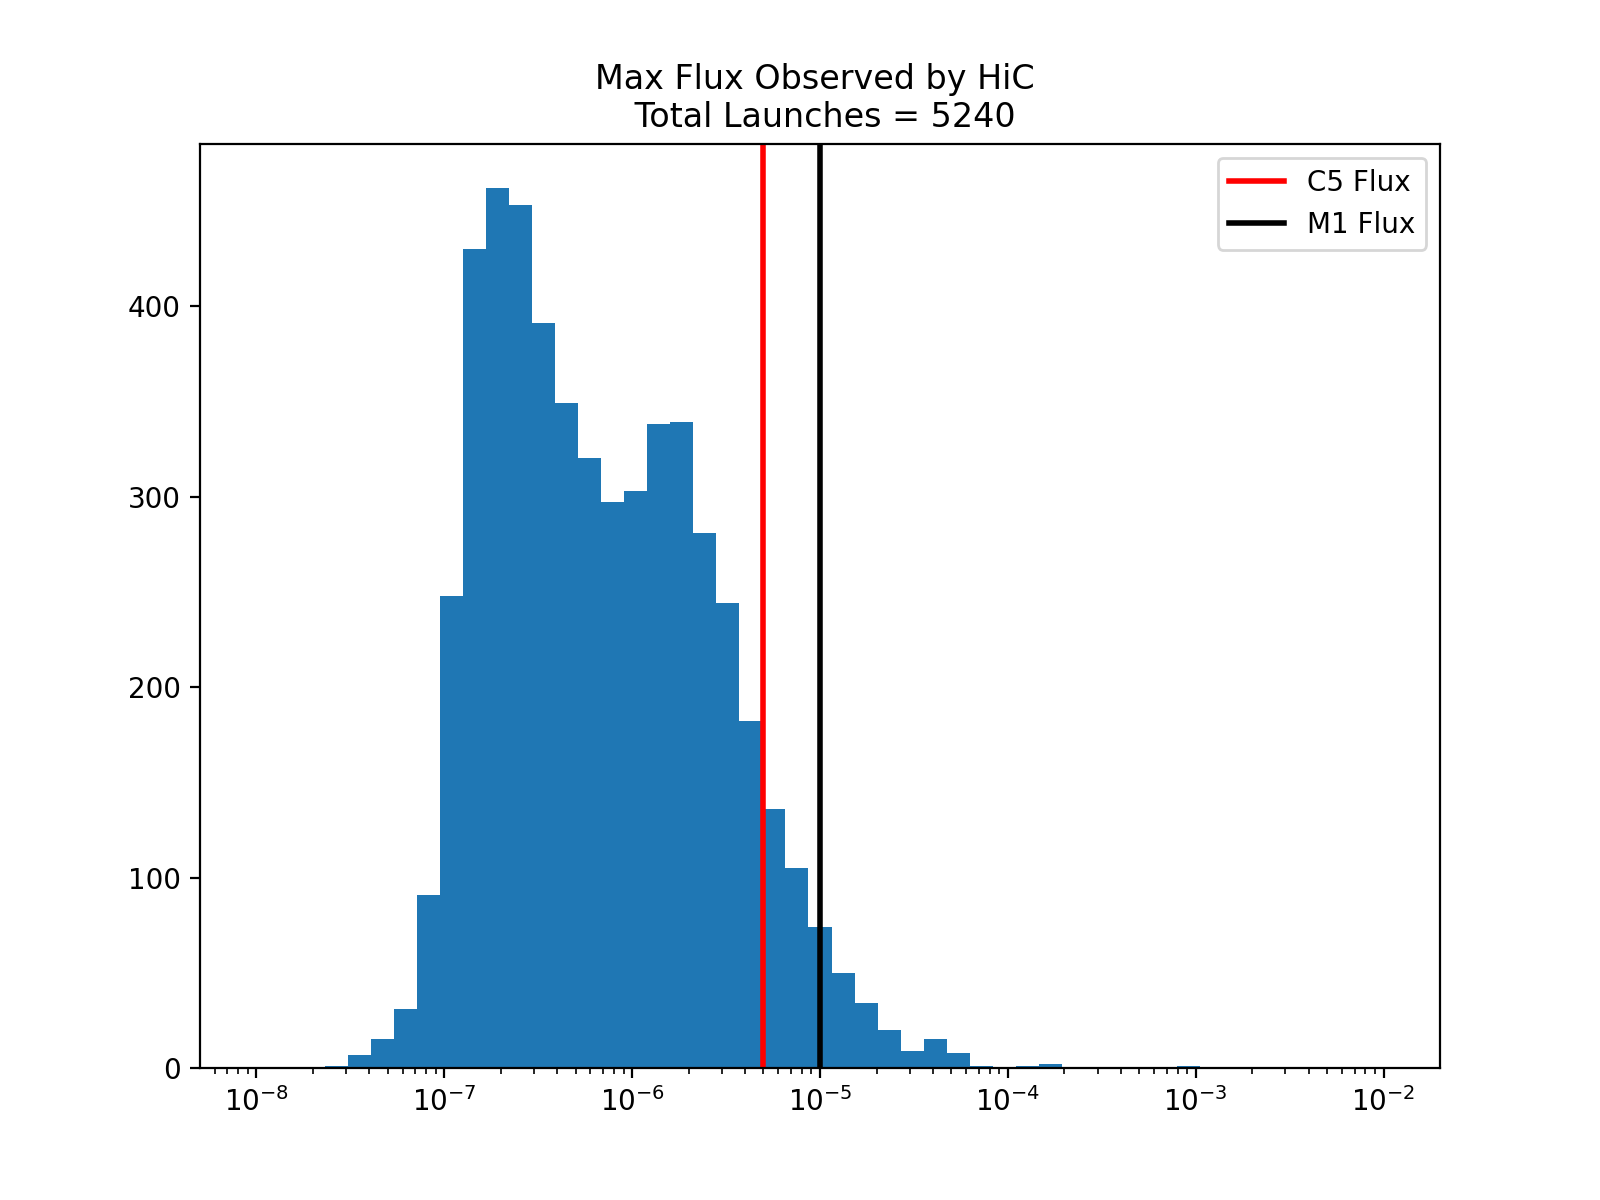 Max Flux Observed by HiC
Total Launches = 5240
C5 Flux
M1 Flux
400
300
200
100
0
10⁻⁸ 10⁻⁷ 10⁻⁶ 10⁻⁵ 10⁻⁴ 10⁻³ 10⁻²